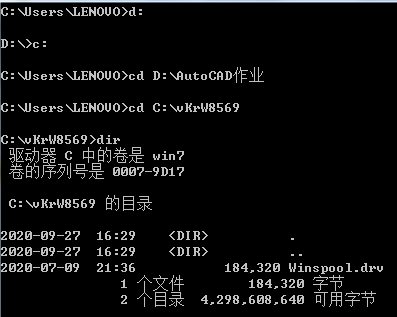 C:\Users\LENOVO>d:
D:\>c:
C:\Users\LENOVO>cd D:\AutoCAD作业
C:\Users\LENOVO>cd C:\vKrW8569
C:\vKrW8569>dir
驱动器 C 中的卷是 win7
卷的序列号是 0007-9D17
C:\vKrW8569 的目录
2020-09-27  16:29    <DIR>          .
2020-09-27  16:29    <DIR>          ..
2020-07-09  21:36           184,320 Winspool.drv
1 个文件        184,320 字节
2 个目录  4,298,608,640 可用字节